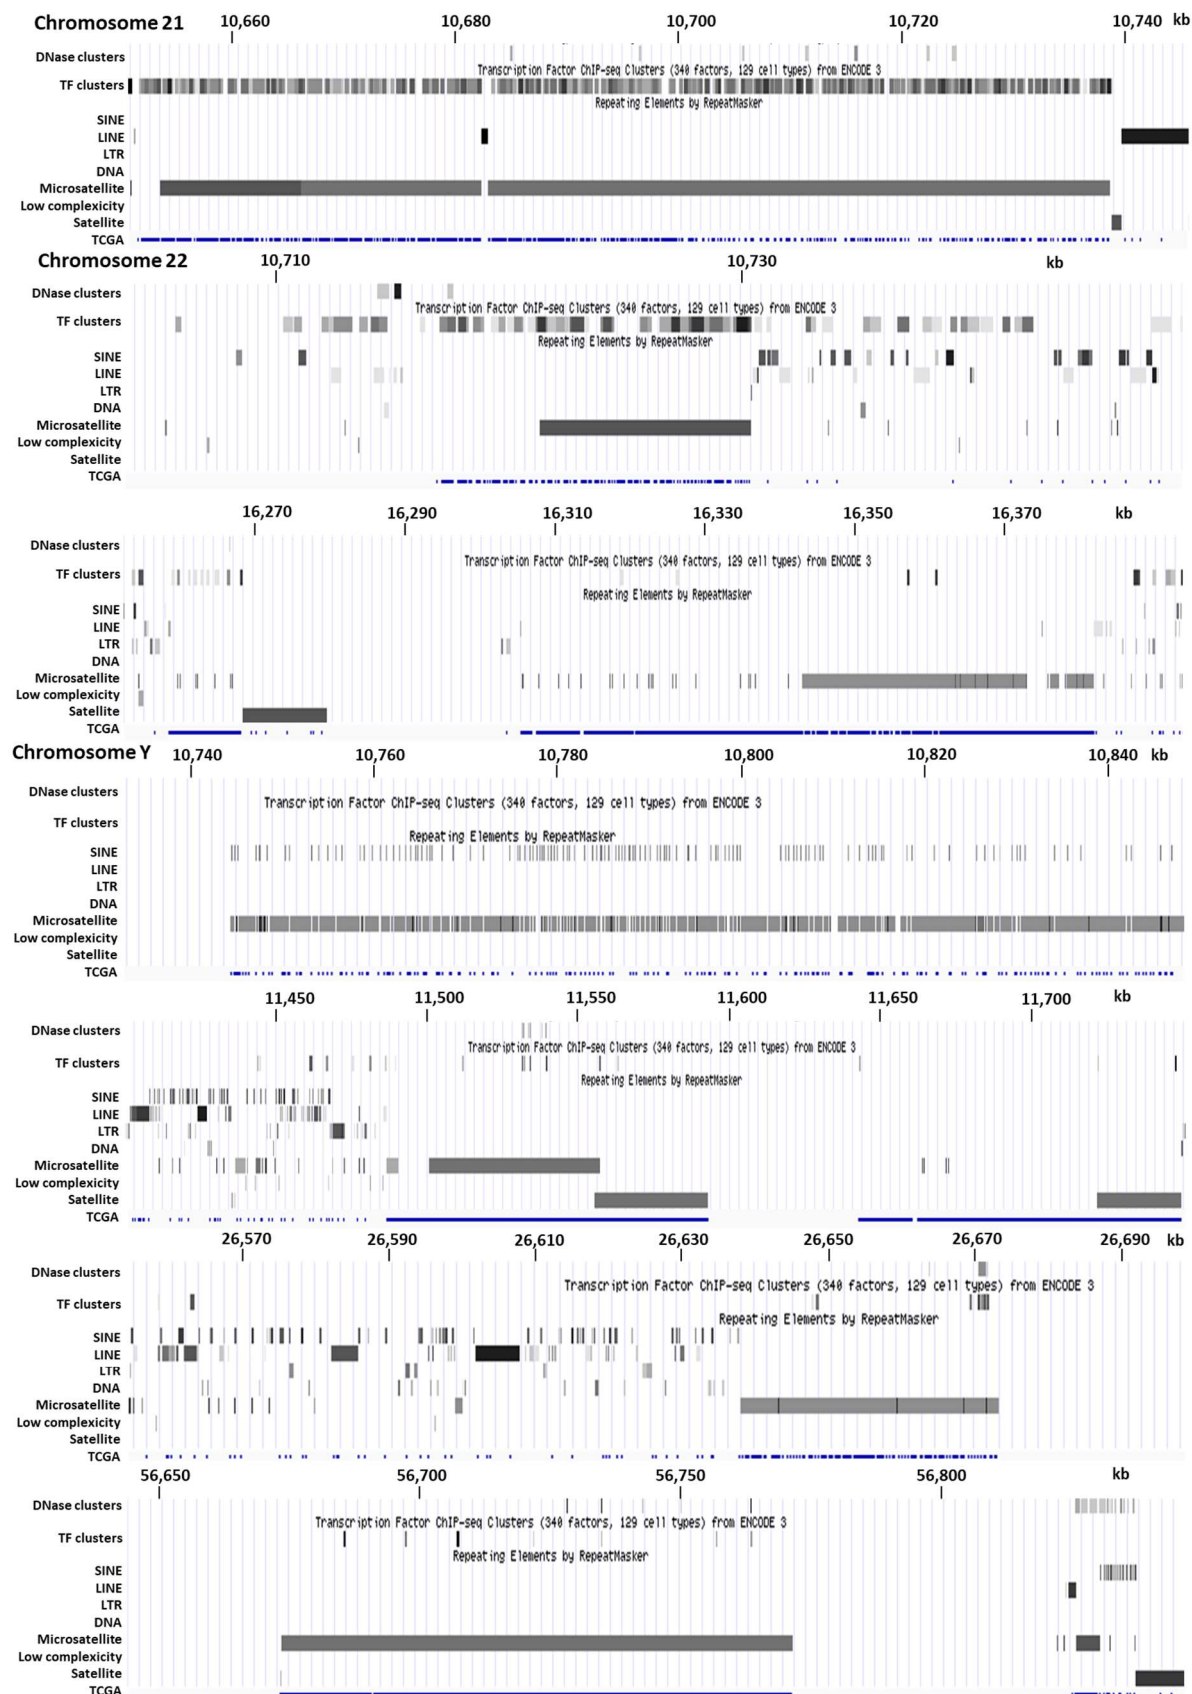 Chromosome 21
10,660 10,680 10,700 10,720 10,740 kb
DNase clusters
Transcription Factor ChIP-seq Clusters (340 factors, 129 cell types) from ENCODE 3
TF clusters
Repeating Elements by RepeatMasker
SINE
LINE
LTR
DNA
Microsatellite
Low complexity
Satellite
TCGA
Chromosome 22
10,710 10,730 kb
DNase clusters
Transcription Factor ChIP-seq Clusters (340 factors, 129 cell types) from ENCODE 3
TF clusters
Repeating Elements by RepeatMasker
SINE
LINE
LTR
DNA
Microsatellite
Low complexicity
Satellite
TCGA
16,270 16,290 16,310 16,330 16,350 16,370 kb
DNase clusters
Transcription Factor ChIP-seq Clusters (340 factors, 129 cell types) from ENCODE 3
TF clusters
Repeating Elements by RepeatMasker
SINE
LINE
LTR
DNA
Microsatellite
Low complexity
Satellite
TCGA
Chromosome Y
10,740 10,760 10,780 10,800 10,820 10,840 kb
DNase clusters
Transcription Factor ChIP-seq Clusters (340 factors, 129 cell types) from ENCODE 3
TF clusters
Repeating Elements by RepeatMasker
SINE
LINE
LTR
DNA
Microsatellite
Low complexity
Satellite
TCGA
11,450 11,500 11,550 11,600 11,650 11,700 kb
DNase clusters
Transcription Factor ChIP-seq Clusters (340 factors, 129 cell types) from ENCODE 3
TF clusters
Repeating Elements by RepeatMasker
SINE
LINE
LTR
DNA
Microsatellite
Low complexity
Satellite
TCGA
26,570 26,590 26,610 26,630 26,650 26,670 26,690 kb
DNase clusters
Transcription Factor ChIP-seq Clusters (340 factors, 129 cell types) from ENCODE 3
TF clusters
Repeating Elements by RepeatMasker
SINE
LINE
LTR
DNA
Microsatellite
Low complexity
Satellite
TCGA
56,650 56,700 56,750 56,800 kb
DNase clusters
Transcription Factor ChIP-seq Clusters (340 factors, 129 cell types) from ENCODE 3
TF clusters
Repeating Elements by RepeatMasker
SINE
LINE
LTR
DNA
Microsatellite
Low complexity
Satellite
TCGA